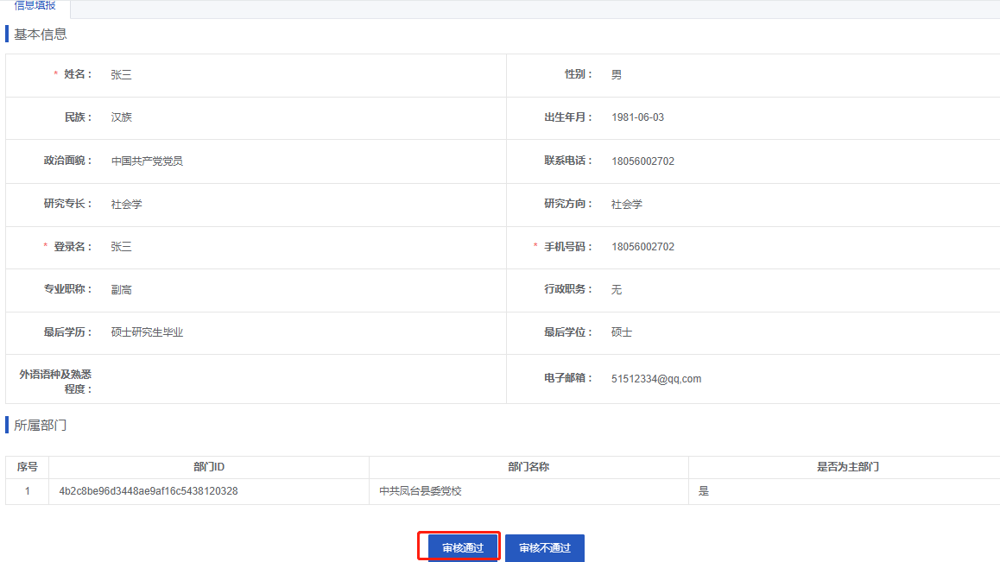 信息填报
基本信息
* 姓名： 张三 性别： 男
民族： 汉族 出生年月： 1981-06-03
政治面貌： 中国共产党党员 联系电话： 18056002702
研究专长： 社会学 研究方向： 社会学
* 登录名： 张三 * 手机号码： 18056002702
专业职称： 副高 行政职务： 无
最后学历： 硕士研究生毕业 最后学位： 硕士
外语语种及熟悉
程度：
电子邮箱： 51512334@qq,com
所属部门
序号 部门ID 部门名称 是否为主部门
1 4b2c8be96d3448ae9af16c5438120328 中共凤台县委党校 是
审核通过 审核不通过